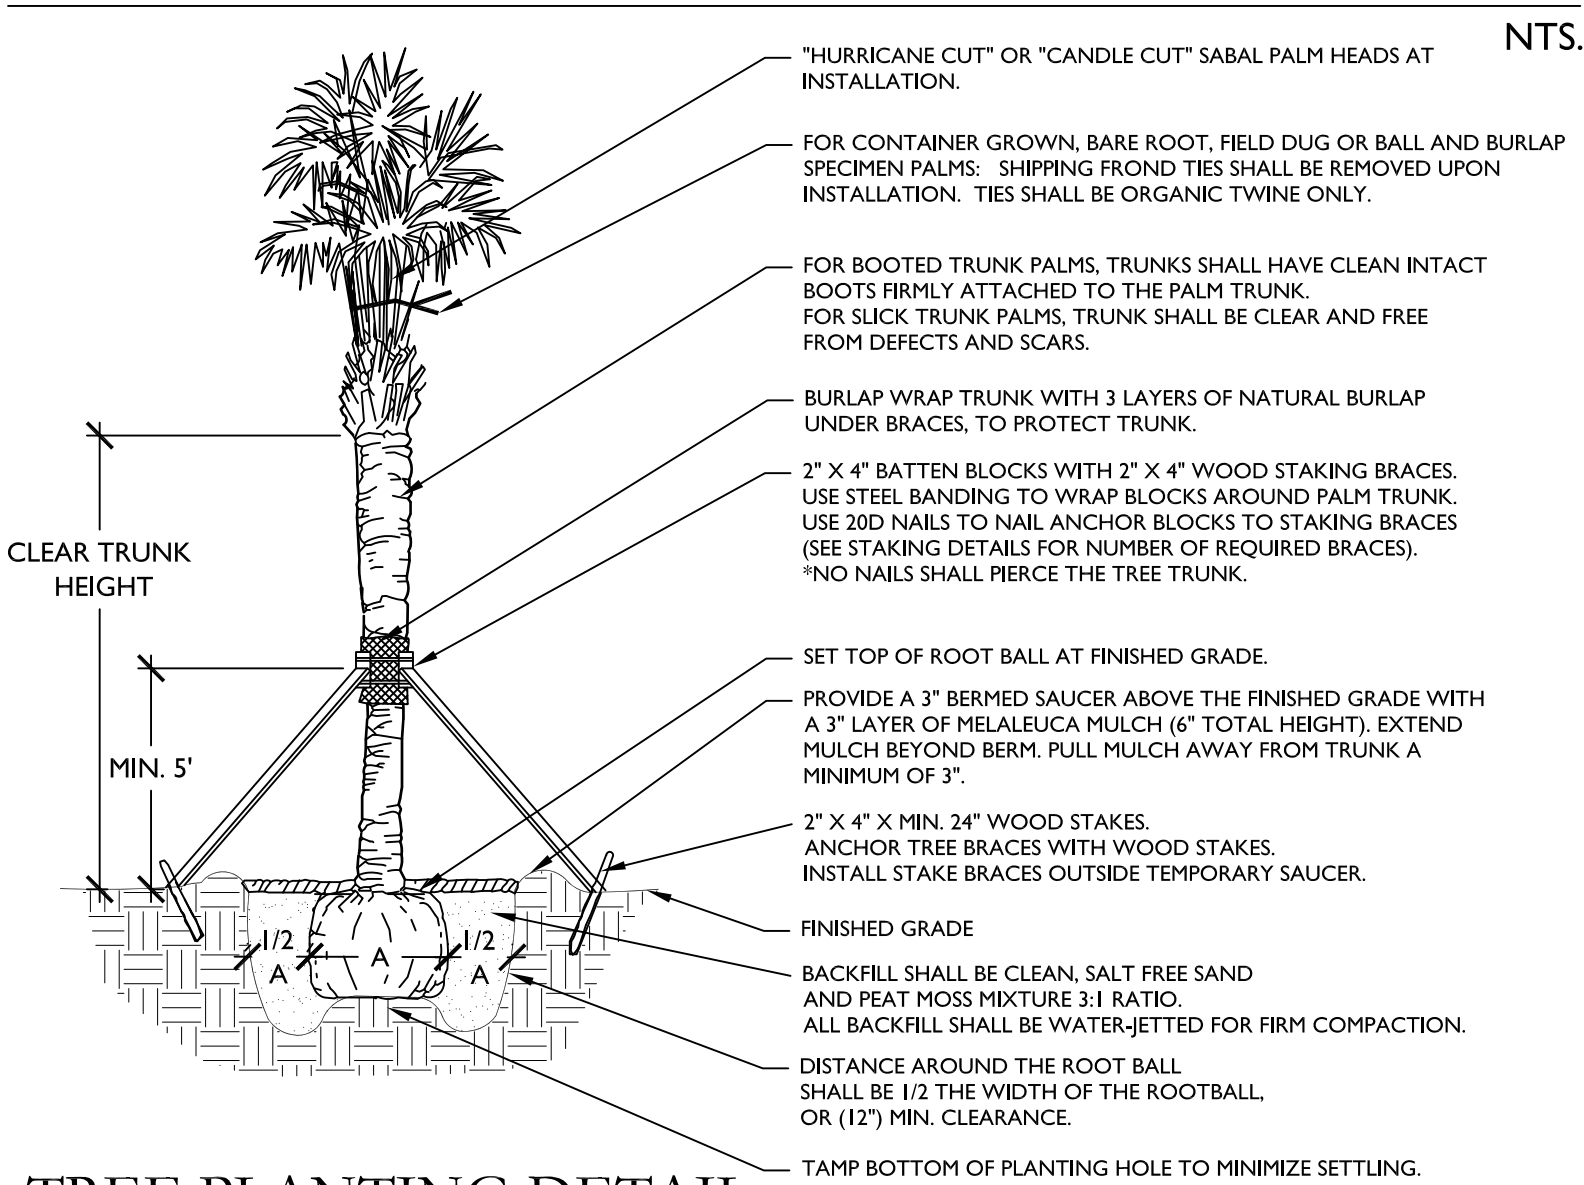 NTS.
"HURRICANE CUT" OR "CANDLE CUT" SABAL PALM HEADS AT
INSTALLATION.
FOR CONTAINER GROWN, BARE ROOT, FIELD DUG OR BALL AND BURLAP
SPECIMEN PALMS: SHIPPING FROND TIES SHALL BE REMOVED UPON
INSTALLATION. TIES SHALL BE ORGANIC TWINE ONLY.
FOR BOOTED TRUNK PALMS, TRUNKS SHALL HAVE CLEAN INTACT
BOOTS FIRMLY ATTACHED TO THE PALM TRUNK.
FOR SLICK TRUNK PALMS, TRUNK SHALL BE CLEAR AND FREE
FROM DEFECTS AND SCARS.
BURLAP WRAP TRUNK WITH 3 LAYERS OF NATURAL BURLAP
UNDER BRACES, TO PROTECT TRUNK.
2" X 4" BATTEN BLOCKS WITH 2" X 4" WOOD STAKING BRACES.
USE STEEL BANDING TO WRAP BLOCKS AROUND PALM TRUNK.
USE 20D NAILS TO NAIL ANCHOR BLOCKS TO STAKING BRACES
(SEE STAKING DETAILS FOR NUMBER OF REQUIRED BRACES).
*NO NAILS SHALL PIERCE THE TREE TRUNK.
CLEAR TRUNK
HEIGHT
MIN. 5'
SET TOP OF ROOT BALL AT FINISHED GRADE.
PROVIDE A 3" BERMED SAUCER ABOVE THE FINISHED GRADE WITH
A 3" LAYER OF MELALEUCA MULCH (6" TOTAL HEIGHT). EXTEND
MULCH BEYOND BERM. PULL MULCH AWAY FROM TRUNK A
MINIMUM OF 3".
2" X 4" X MIN. 24" WOOD STAKES.
ANCHOR TREE BRACES WITH WOOD STAKES.
INSTALL STAKE BRACES OUTSIDE TEMPORARY SAUCER.
FINISHED GRADE
1/2
A
A
1/2
A
BACKFILL SHALL BE CLEAN, SALT FREE SAND
AND PEAT MOSS MIXTURE 3:1 RATIO.
ALL BACKFILL SHALL BE WATER-JETTED FOR FIRM COMPACTION.
DISTANCE AROUND THE ROOT BALL
SHALL BE 1/2 THE WIDTH OF THE ROOTBALL,
OR (12") MIN. CLEARANCE.
TAMP BOTTOM OF PLANTING HOLE TO MINIMIZE SETTLING.
TREE PLANTING DETAIL